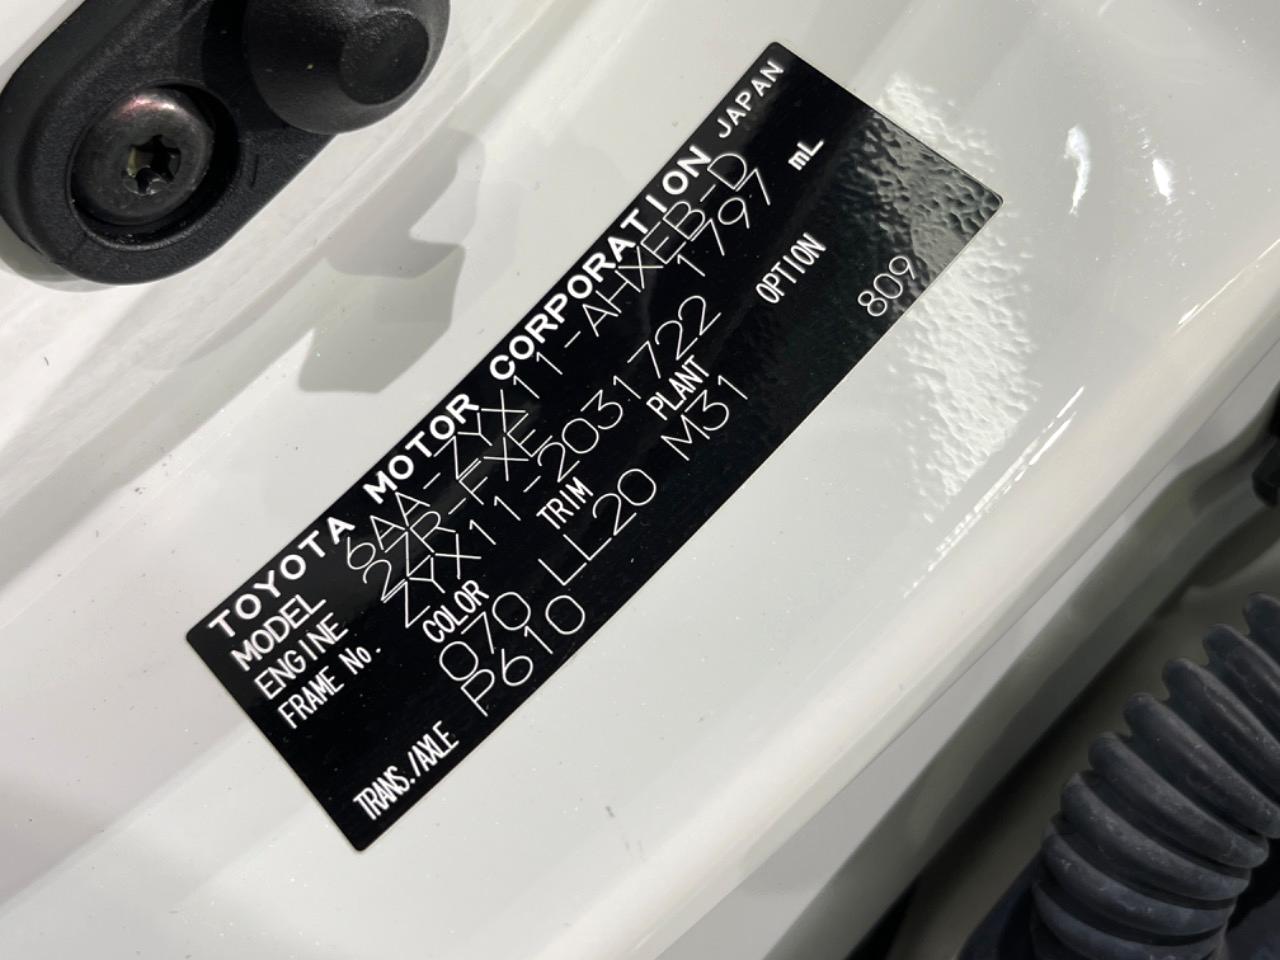 TOYOTA MOTOR CORPORATION JAPAN
MODEL 6AA-ZYX11-AHXEB-D
ENGINE 2ZR-FXE 1797 mL
FRAME No. ZYX11-2031722
COLOR TRIM PLANT OPTION
070 LL20 M31 809
TRANS./AXLE P610